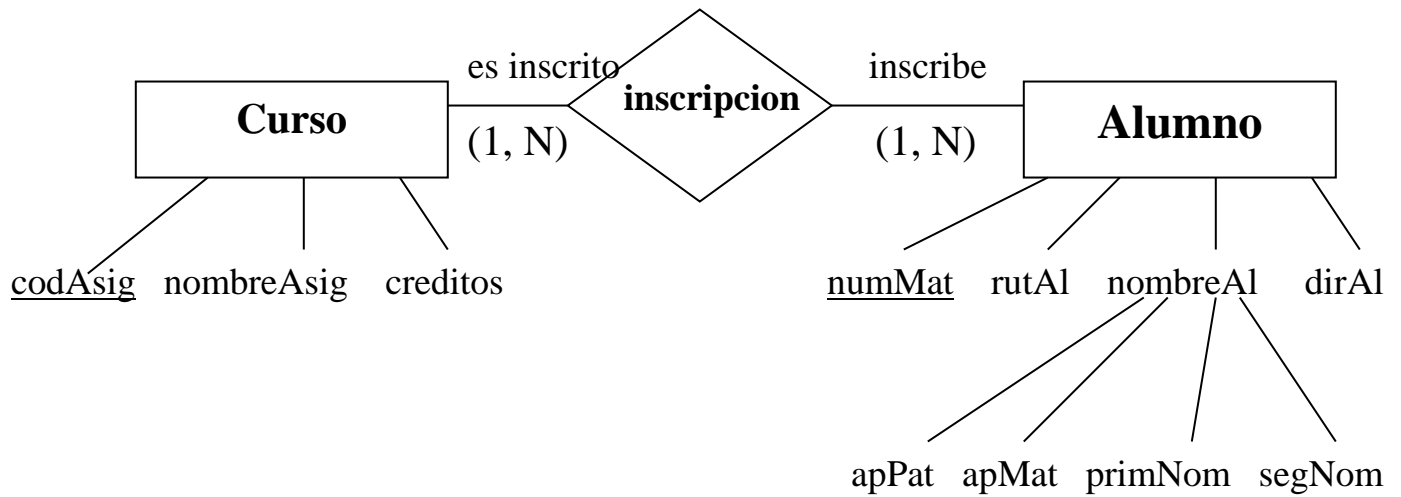 es inscrito inscribe
Curso inscripcion Alumno
(1, N) (1, N)
codAsig nombreAsig creditos numMat rutAl nombreAl dirAl
apPat apMat primNom segNom